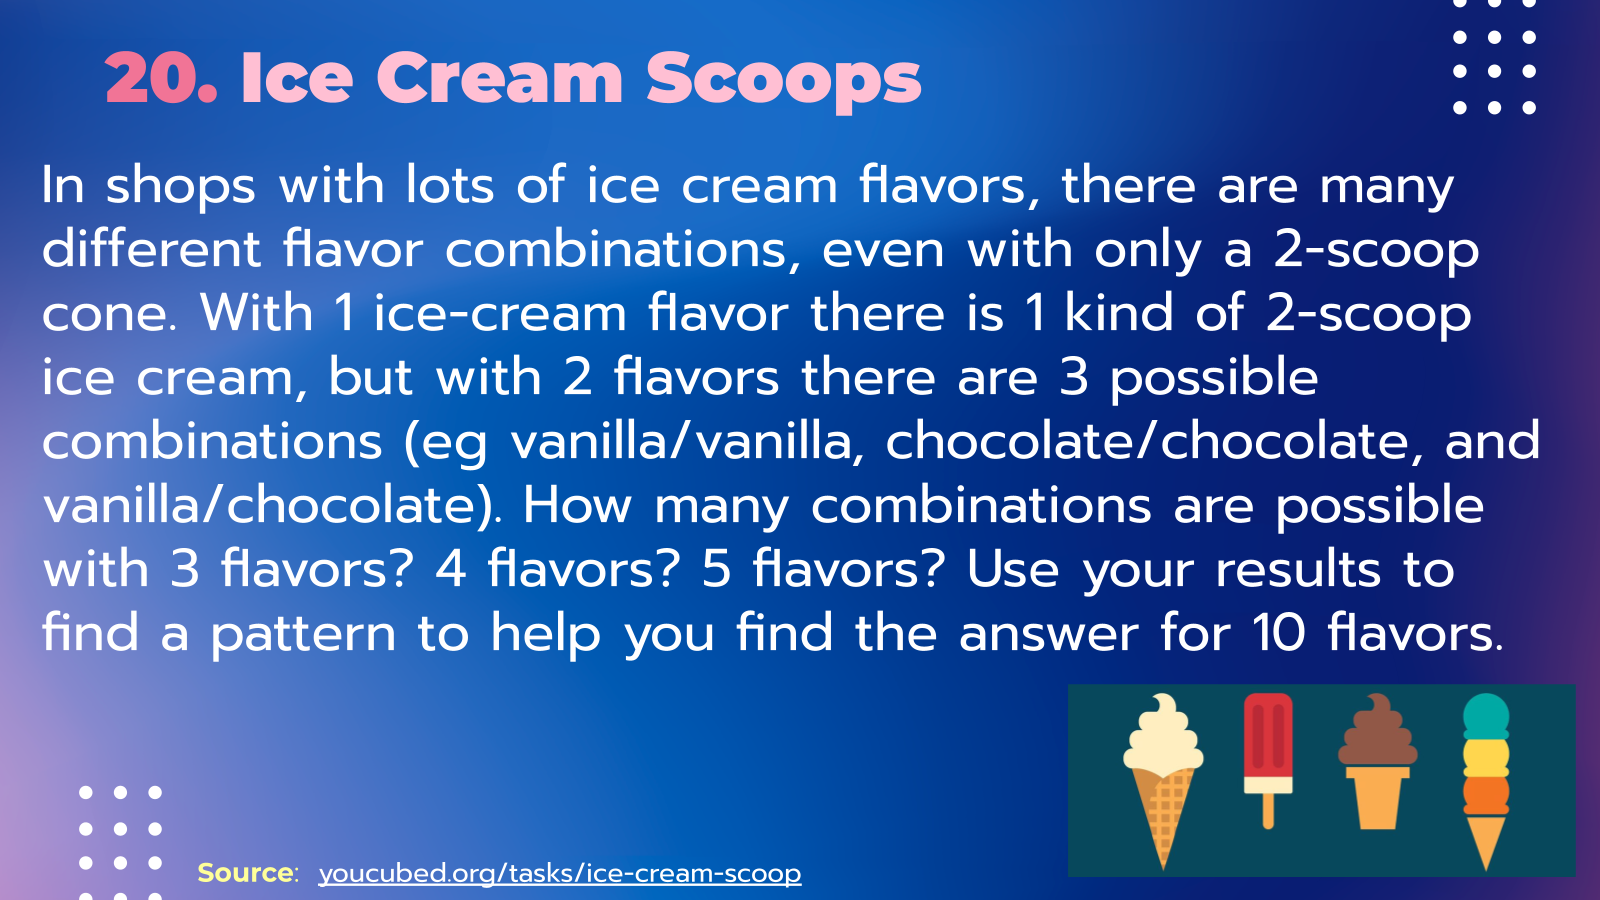 20. Ice Cream Scoops
In shops with lots of ice cream flavors, there are many
different flavor combinations, even with only a 2-scoop
cone. With 1 ice-cream flavor there is 1 kind of 2-scoop
ice cream, but with 2 flavors there are 3 possible
combinations (eg vanilla/vanilla, chocolate/chocolate, and
vanilla/chocolate). How many combinations are possible
with 3 flavors? 4 flavors? 5 flavors? Use your results to
find a pattern to help you find the answer for 10 flavors.
Source: youcubed.org/tasks/ice-cream-scoop